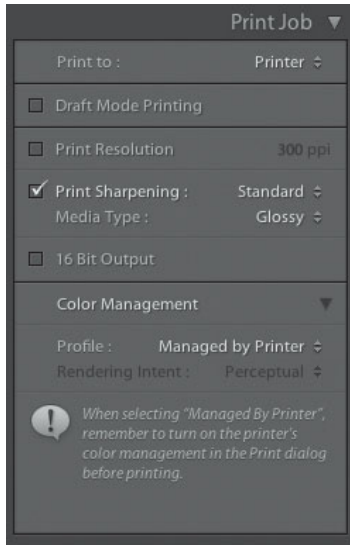 Print Job
Print to : Printer
Draft Mode Printing
Print Resolution 300 ppi
Print Sharpening : Standard
Media Type : Glossy
16 Bit Output
Color Management
Profile : Managed by Printer
Rendering Intent : Perceptual
When selecting “Managed By Printer”,
remember to turn on the printer's
color management in the Print dialog
before printing.